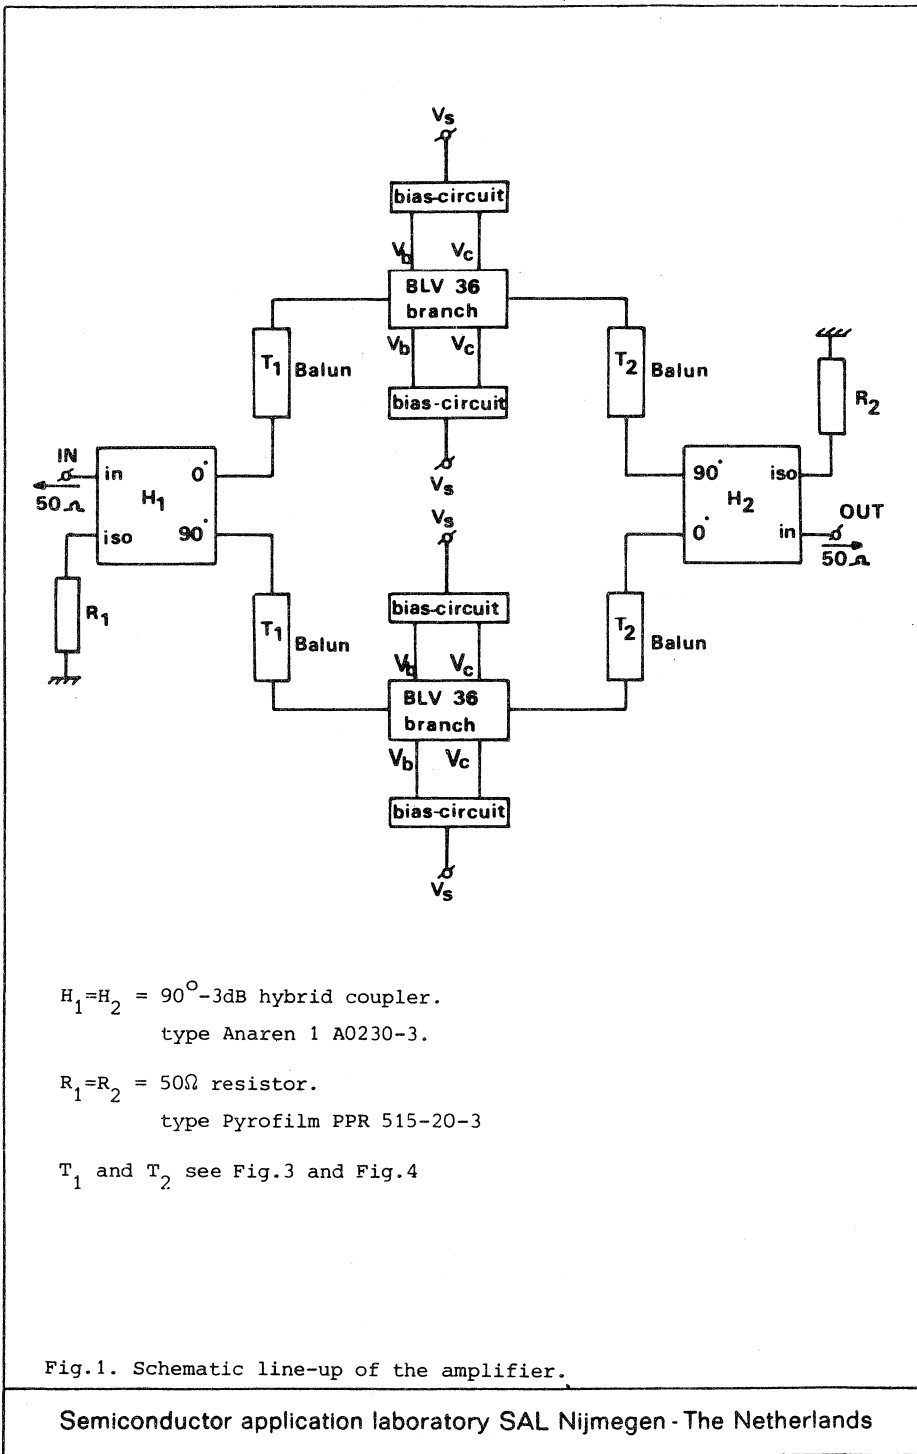 Vs
bias-circuit
Vb Vc
BLV 36
branch
Vb Vc
bias-circuit
Vs
T1 Balun
T2 Balun
R2
IN
50Ω
in 0°
H1
iso 90°
R1
90° iso
H2
0° in
OUT
50Ω
Vs
bias-circuit
T1 Balun
T2 Balun
Vb Vc
BLV 36
branch
Vb Vc
bias-circuit
Vs
H1=H2 = 90°-3dB hybrid coupler.
type Anaren 1 A0230-3.
R1=R2 = 50Ω resistor.
type Pyrofilm PPR 515-20-3
T1 and T2 see Fig.3 and Fig.4
Fig.1. Schematic line-up of the amplifier.
Semiconductor application laboratory SAL Nijmegen - The Netherlands